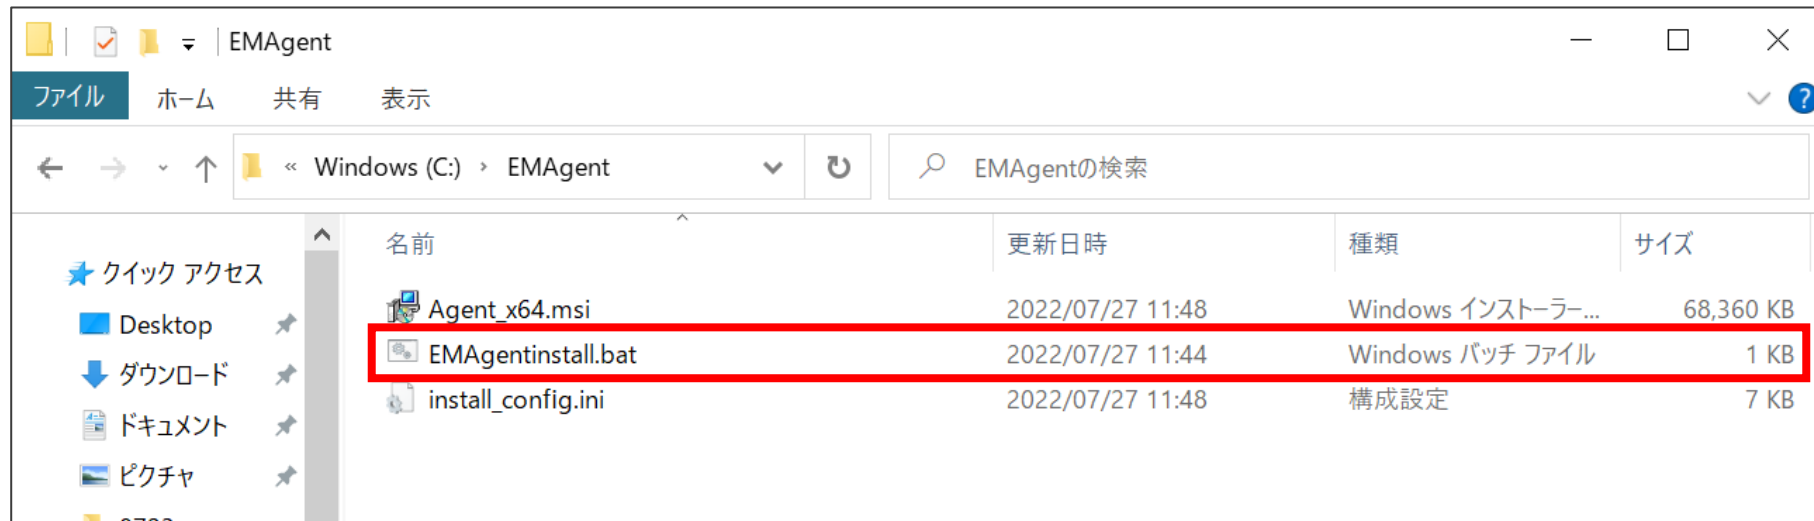 EMAgent
ファイル ホーム 共有 表示
?
« Windows (C:) › EMAgent
EMAgentの検索
名前 更新日時 種類 サイズ
クイック アクセス
Desktop
ダウンロード
ドキュメント
ピクチャ
Agent_x64.msi 2022/07/27 11:48 Windows インストーラー... 68,360 KB
EMAgentinstall.bat 2022/07/27 11:44 Windows バッチ ファイル 1 KB
install_config.ini 2022/07/27 11:48 構成設定 7 KB